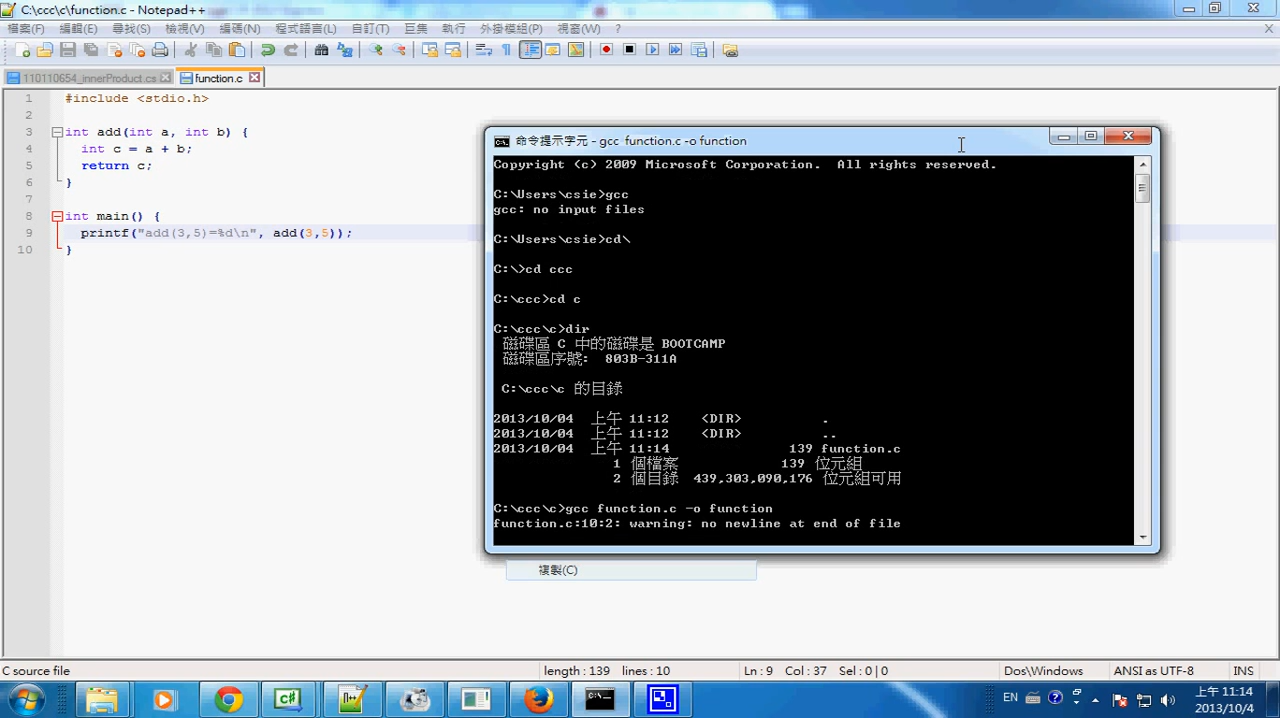 C:\ccc\c\function.c - Notepad++
檔案(F) 編輯(E) 尋找(S) 檢視(V) 編碼(N) 程式語言(L) 自訂(T) 巨集 執行 外掛模組(P) 視窗(W) ?
110110654_innerProduct.cs function.c
1 #include <stdio.h>
2
3 int add(int a, int b) {
4 int c = a + b;
5 return c;
6 }
7
8 int main() {
9 printf("add(3,5)=%d\n", add(3,5));
10 }
命令提示字元 - gcc function.c -o function
Copyright (c) 2009 Microsoft Corporation. All rights reserved.
C:\Users\csie>gcc
gcc: no input files
C:\Users\csie>cd\
C:\>cd ccc
C:\ccc>cd c
C:\ccc\c>dir
磁碟區 C 中的磁碟是 BOOTCAMP
磁碟區序號: 803B-311A
C:\ccc\c 的目錄
2013/10/04 上午 11:12 <DIR> .
2013/10/04 上午 11:12 <DIR> ..
2013/10/04 上午 11:14 139 function.c
1 個檔案 139 位元組
2 個目錄 439,303,090,176 位元組可用
C:\ccc\c>gcc function.c -o function
function.c:10:2: warning: no newline at end of file
複製(C)
C source file length : 139 lines : 10 Ln : 9 Col : 37 Sel : 0 | 0 Dos\Windows ANSI as UTF-8 INS
EN 上午 11:14
2013/10/4